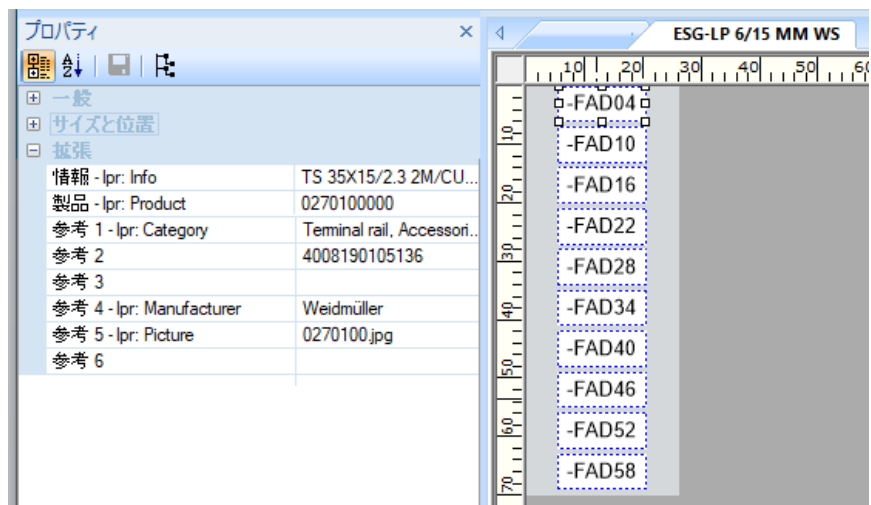 プロパティ
一般
サイズと位置
拡張
情報 - lpr: Info TS 35X15/2.3 2M/CU...
製品 - lpr: Product 0270100000
参考 1 - lpr: Category Terminal rail, Accessori...
参考 2 4008190105136
参考 3
参考 4 - lpr: Manufacturer Weidmüller
参考 5 - lpr: Picture 0270100.jpg
参考 6
ESG-LP 6/15 MM WS
10 20 30 40 50 60
-FAD04
10
-FAD10
-FAD16
20
-FAD22
30
-FAD28
40
-FAD34
-FAD40
50
-FAD46
60
-FAD52
-FAD58
70